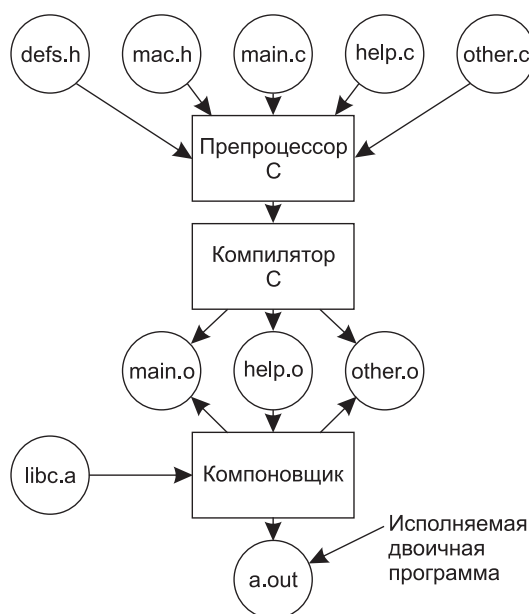 defs.h
mac.h
main.c
help.c
other.c
Препроцессор
С
Компилятор
С
main.o
help.o
other.o
libc.a
Компоновщик
Исполняемая
двоичная
программа
a.out